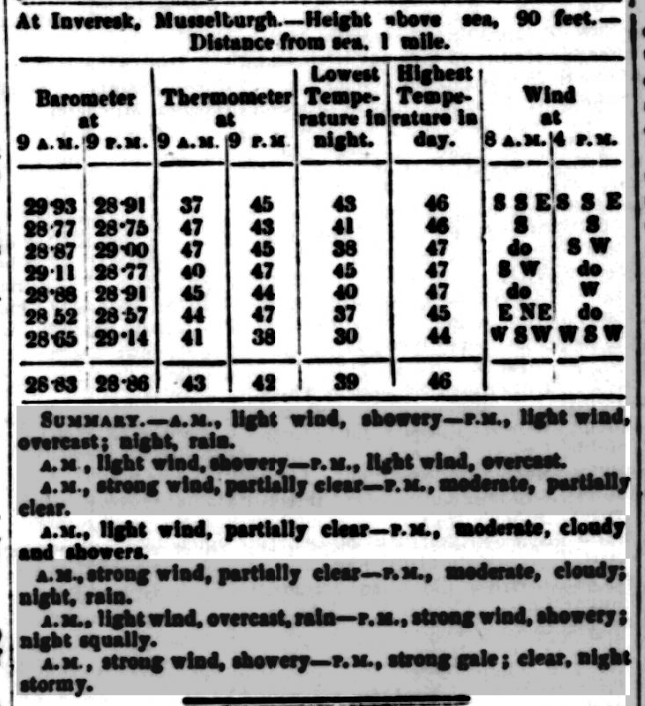 At Inveresk, Musselburgh.—Height above sea, 90 feet.—
Distance from sea, 1 mile.
Barometer at 9 A.M. 9 P.M. Thermometer at 9 A.M. 9 P.M Lowest Temperature in night. Highest Temperature in day. Wind at 8 A.M. 4 P.M.
29·93 28·91 37 45 43 46 S S E S S E
28·77 28·75 47 43 41 46 S S
28·87 29·00 47 45 38 47 do S W
29·11 28·77 40 47 45 47 S W do
28·88 28·91 45 44 40 47 do W
28 52 28·57 44 47 37 45 E NE do
28·65 29·14 41 38 30 44 W S W W S W
28·83 28·86 43 42 39 46
SUMMARY.—A.M., light wind, showery—P.M., light wind,
overcast; night, rain.
A.M., light wind, showery—P.M., light wind, overcast.
A.M., strong wind, partially clear—P.M., moderate, partially
clear.
A.M., light wind, partially clear—P.M., moderate, cloudy
and showers.
A.M., strong wind, partially clear—P.M., moderate, cloudy;
night, rain.
A.M., light wind, overcast, rain—P.M., strong wind, showery;
night squally.
A.M., strong wind, showery—P.M., strong gale; clear, night
stormy.